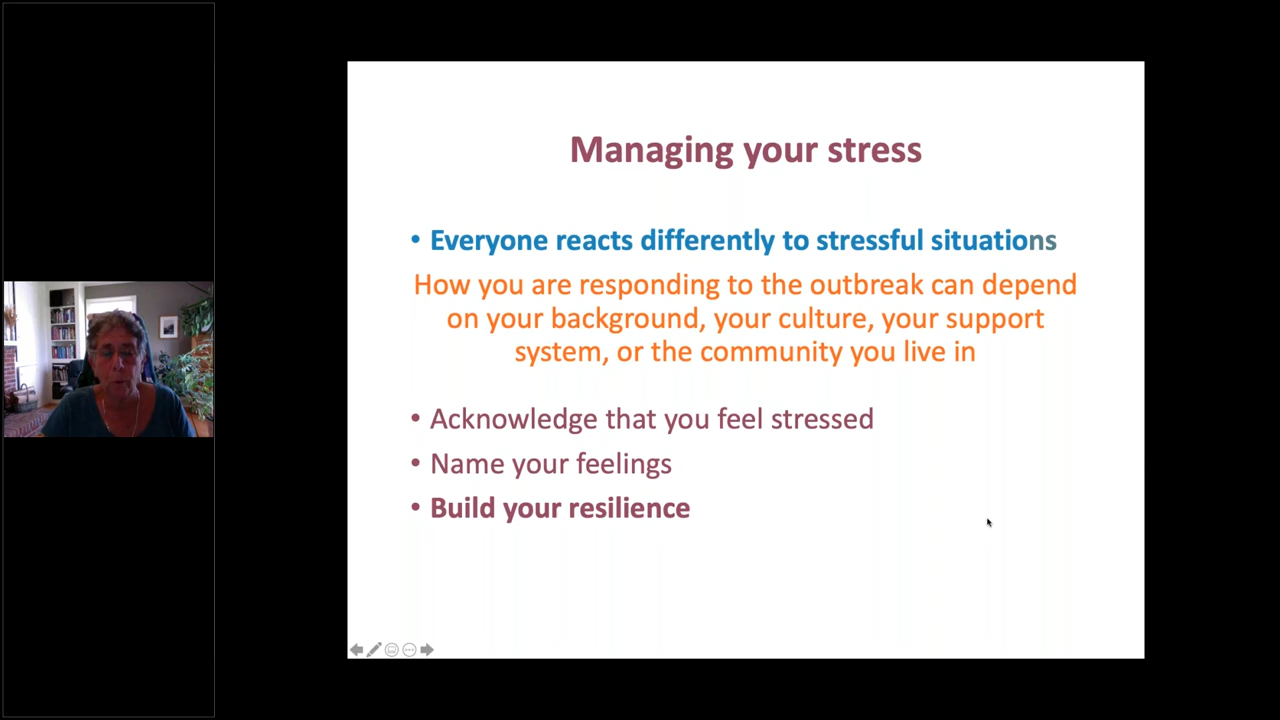 Managing your stress
• Everyone reacts differently to stressful situations
How you are responding to the outbreak can depend
on your background, your culture, your support
system, or the community you live in
• Acknowledge that you feel stressed
• Name your feelings
• Build your resilience